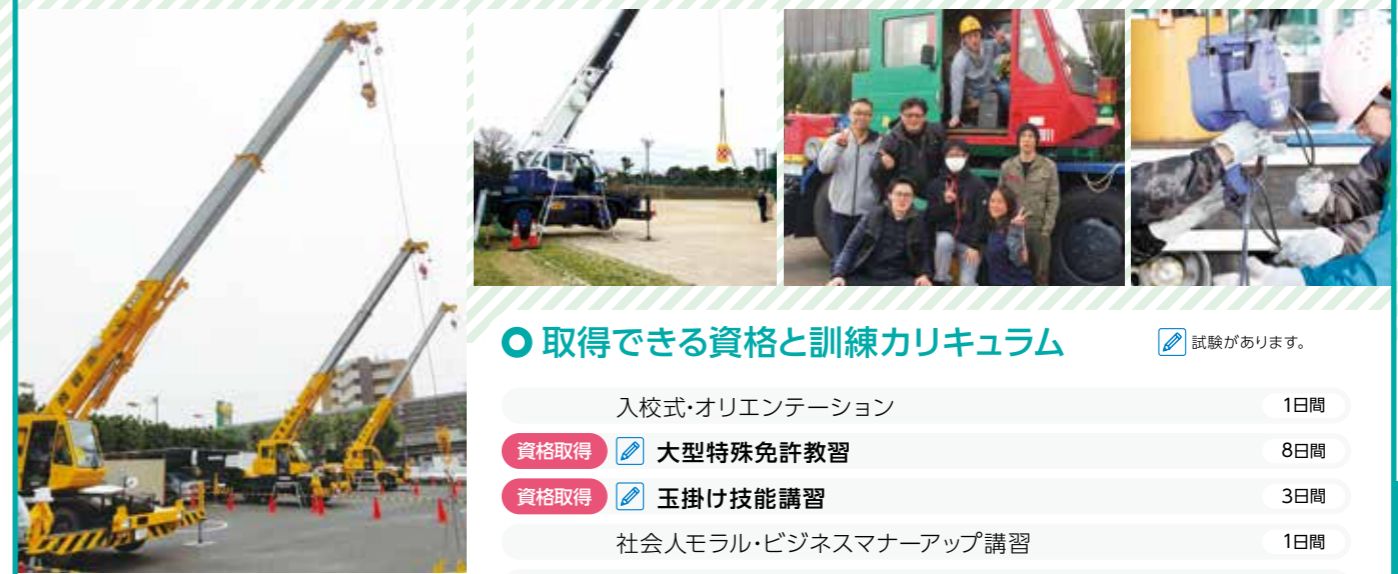 取得できる資格と訓練カリキュラム
試験があります。
入校式・オリエンテーション 1日間
資格取得 大型特殊免許教習 8日間
資格取得 玉掛け技能講習 3日間
社会人モラル・ビジネスマナーアップ講習 1日間